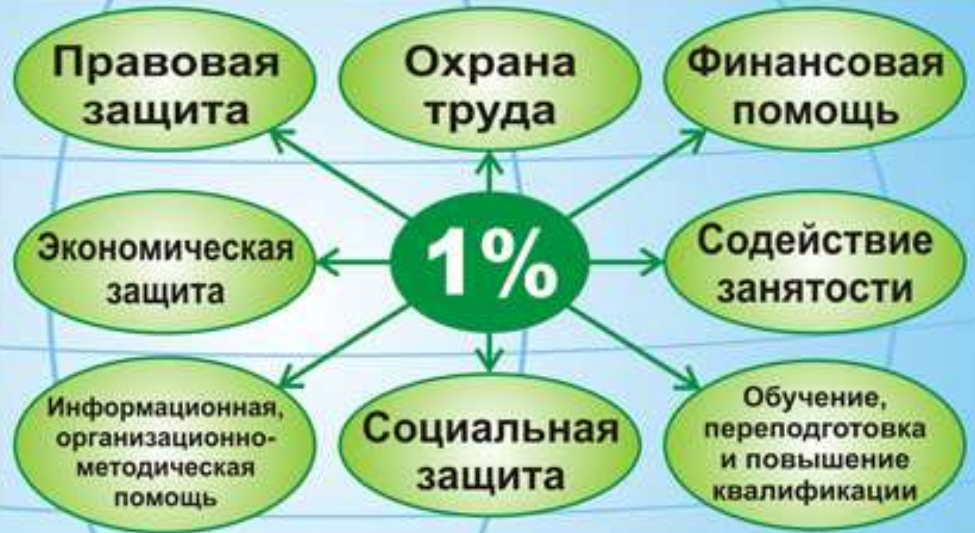 Правовая
защита
Охрана
труда
Финансовая
помощь
Экономическая
защита
1%
Содействие
занятости
Информационная,
организационно-
методическая
помощь
Социальная
защита
Обучение,
переподготовка
и повышение
квалификации